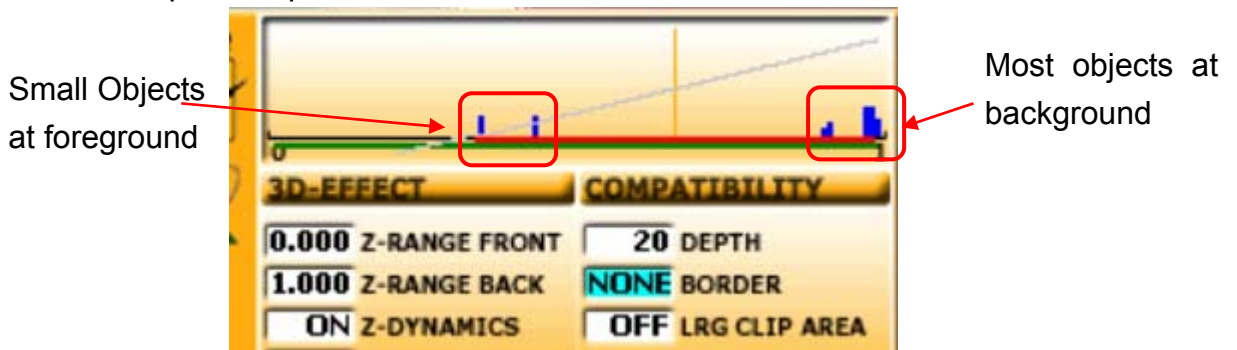 Small Objects
at foreground
Most objects at
background
0 1
3D-EFFECT COMPATIBILITY
0.000 Z-RANGE FRONT 20 DEPTH
1.000 Z-RANGE BACK NONE BORDER
ON Z-DYNAMICS OFF LRG CLIP AREA